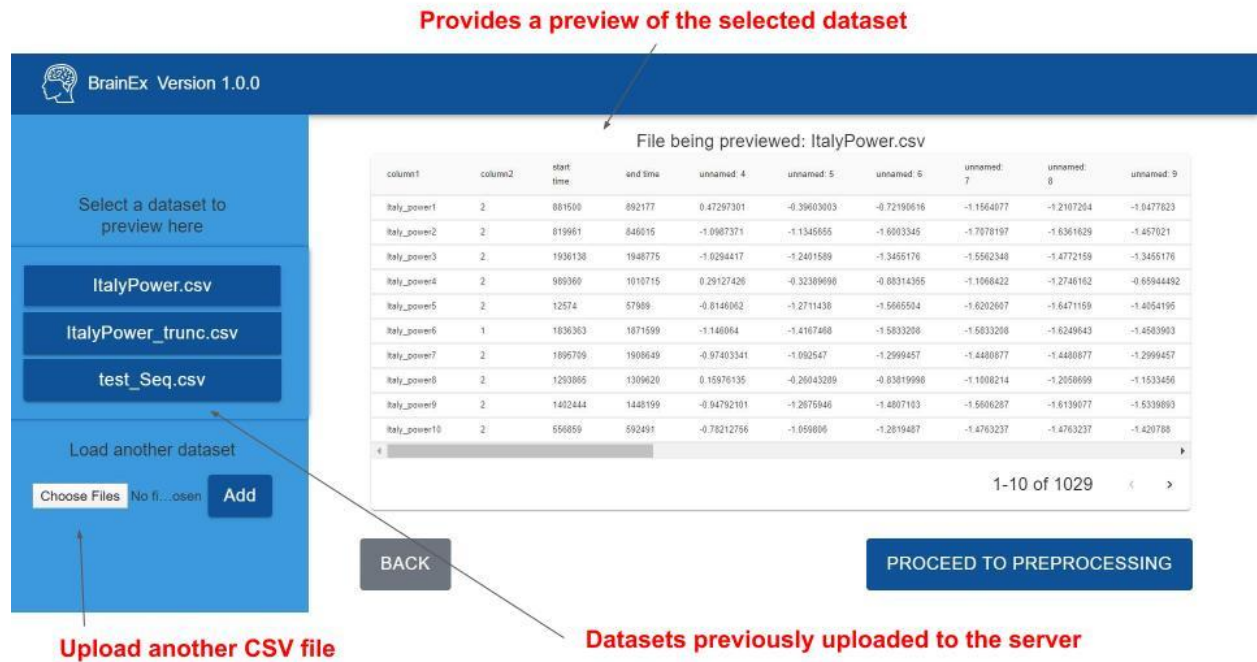 Provides a preview of the selected dataset
BrainEx Version 1.0.0
Select a dataset to
preview here
ItalyPower.csv
ItalyPower_trunc.csv
test_Seq.csv
Load another dataset
Choose Files No fi...osen Add
File being previewed: ItalyPower.csv
column1 column2 start time end time unnamed: 4 unnamed: 5 unnamed: 6 unnamed: 7 unnamed: 8 unnamed: 9
Italy_power1 2 881500 892177 0.47297301 -0.39603003 -0.72190616 -1.1564077 -1.2107204 -1.0477823
Italy_power2 2 819961 846015 -1.0987371 -1.1345655 -1.6003345 -1.7078197 -1.6361629 -1.457021
Italy_power3 2 1936138 1948775 -1.0294417 -1.2401589 -1.3455176 -1.5562348 -1.4772159 -1.3455176
Italy_power4 2 989360 1010715 0.29127426 -0.32389698 -0.88314355 -1.1068422 -1.2746162 -0.65944492
Italy_power5 2 12574 57989 -0.8146062 -1.2711438 -1.5665504 -1.6202607 -1.6471159 -1.4054195
Italy_power6 1 1836363 1871599 -1.146064 -1.4167468 -1.5833208 -1.5833208 -1.6249643 -1.4583903
Italy_power7 2 1895709 1908649 -0.97403341 -1.092547 -1.2999457 -1.4480877 -1.4480877 -1.2999457
Italy_power8 2 1293865 1309620 0.15976135 -0.26043289 -0.83819998 -1.1008214 -1.2058699 -1.1533456
Italy_power9 2 1402444 1448199 -0.94792101 -1.2675946 -1.4807103 -1.5606287 -1.6139077 -1.5339893
Italy_power10 2 556859 592491 -0.78212756 -1.059806 -1.2819487 -1.4763237 -1.4763237 -1.420788
1-10 of 1029
BACK
PROCEED TO PREPROCESSING
Upload another CSV file
Datasets previously uploaded to the server